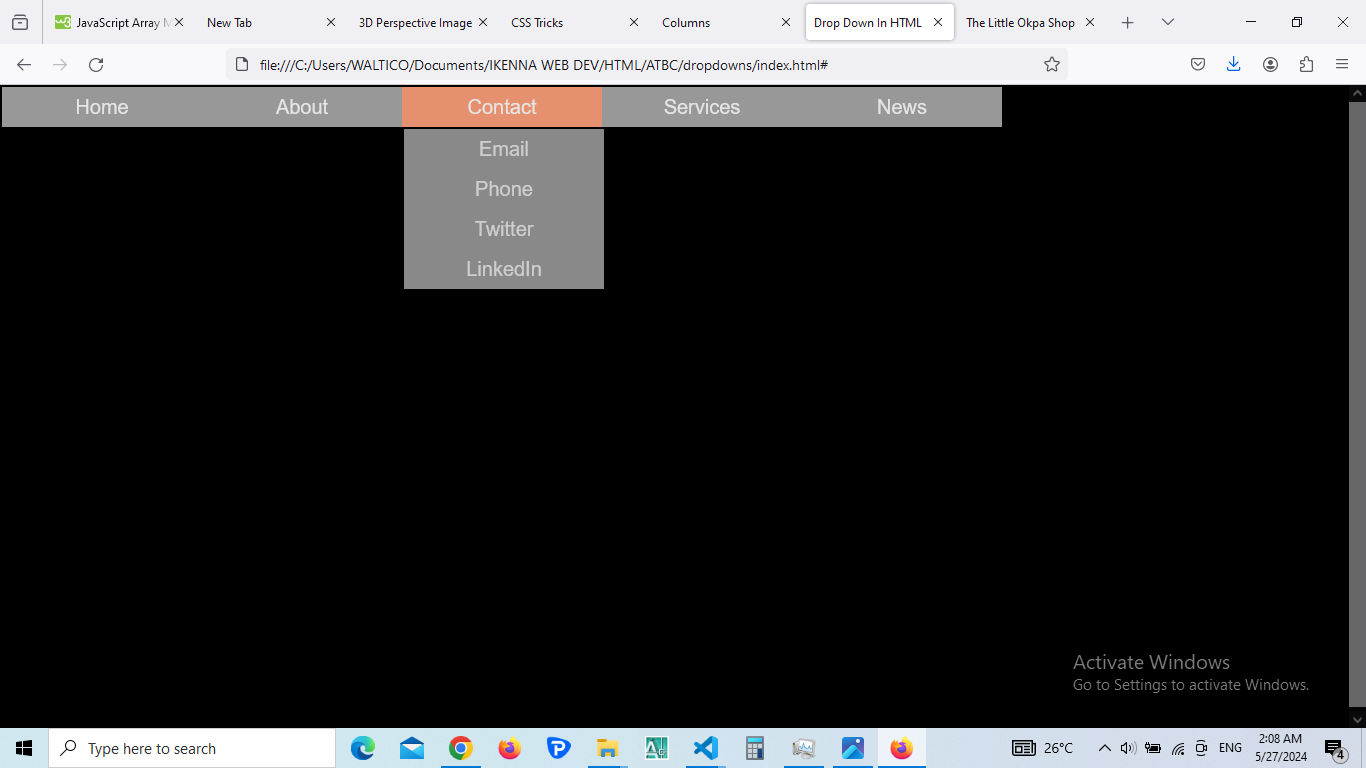 JavaScript Array M
New Tab
3D Perspective Image
CSS Tricks
Columns
Drop Down In HTML
The Little Okpa Shop
file:///C:/Users/WALTICO/Documents/IKENNA WEB DEV/HTML/ATBC/dropdowns/index.html#
Home About Contact Services News
Email
Phone
Twitter
LinkedIn
Activate Windows
Go to Settings to activate Windows.
Type here to search
26°C
ENG
2:08 AM
5/27/2024
4